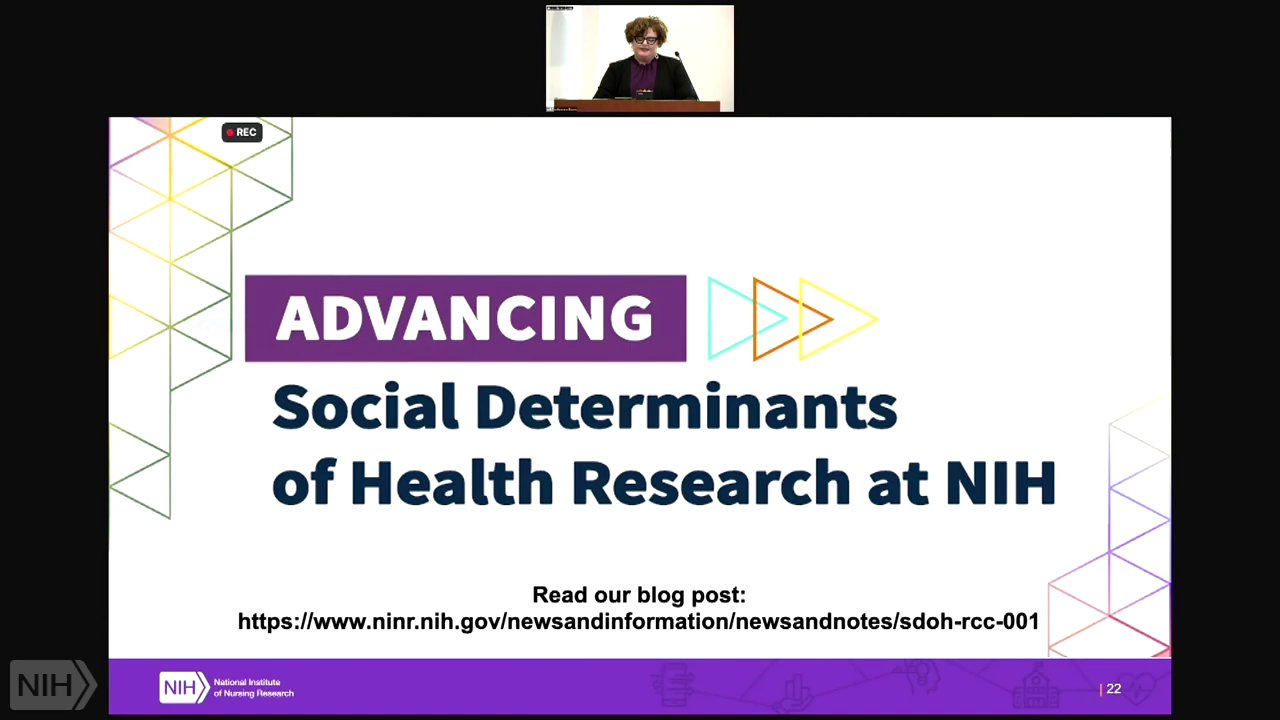 REC
ADVANCING
Social Determinants
of Health Research at NIH
Read our blog post:
https://www.ninr.nih.gov/newsandinformation/newsandnotes/sdoh-rcc-001
NIH
NIH
National Institute
of Nursing Research
22